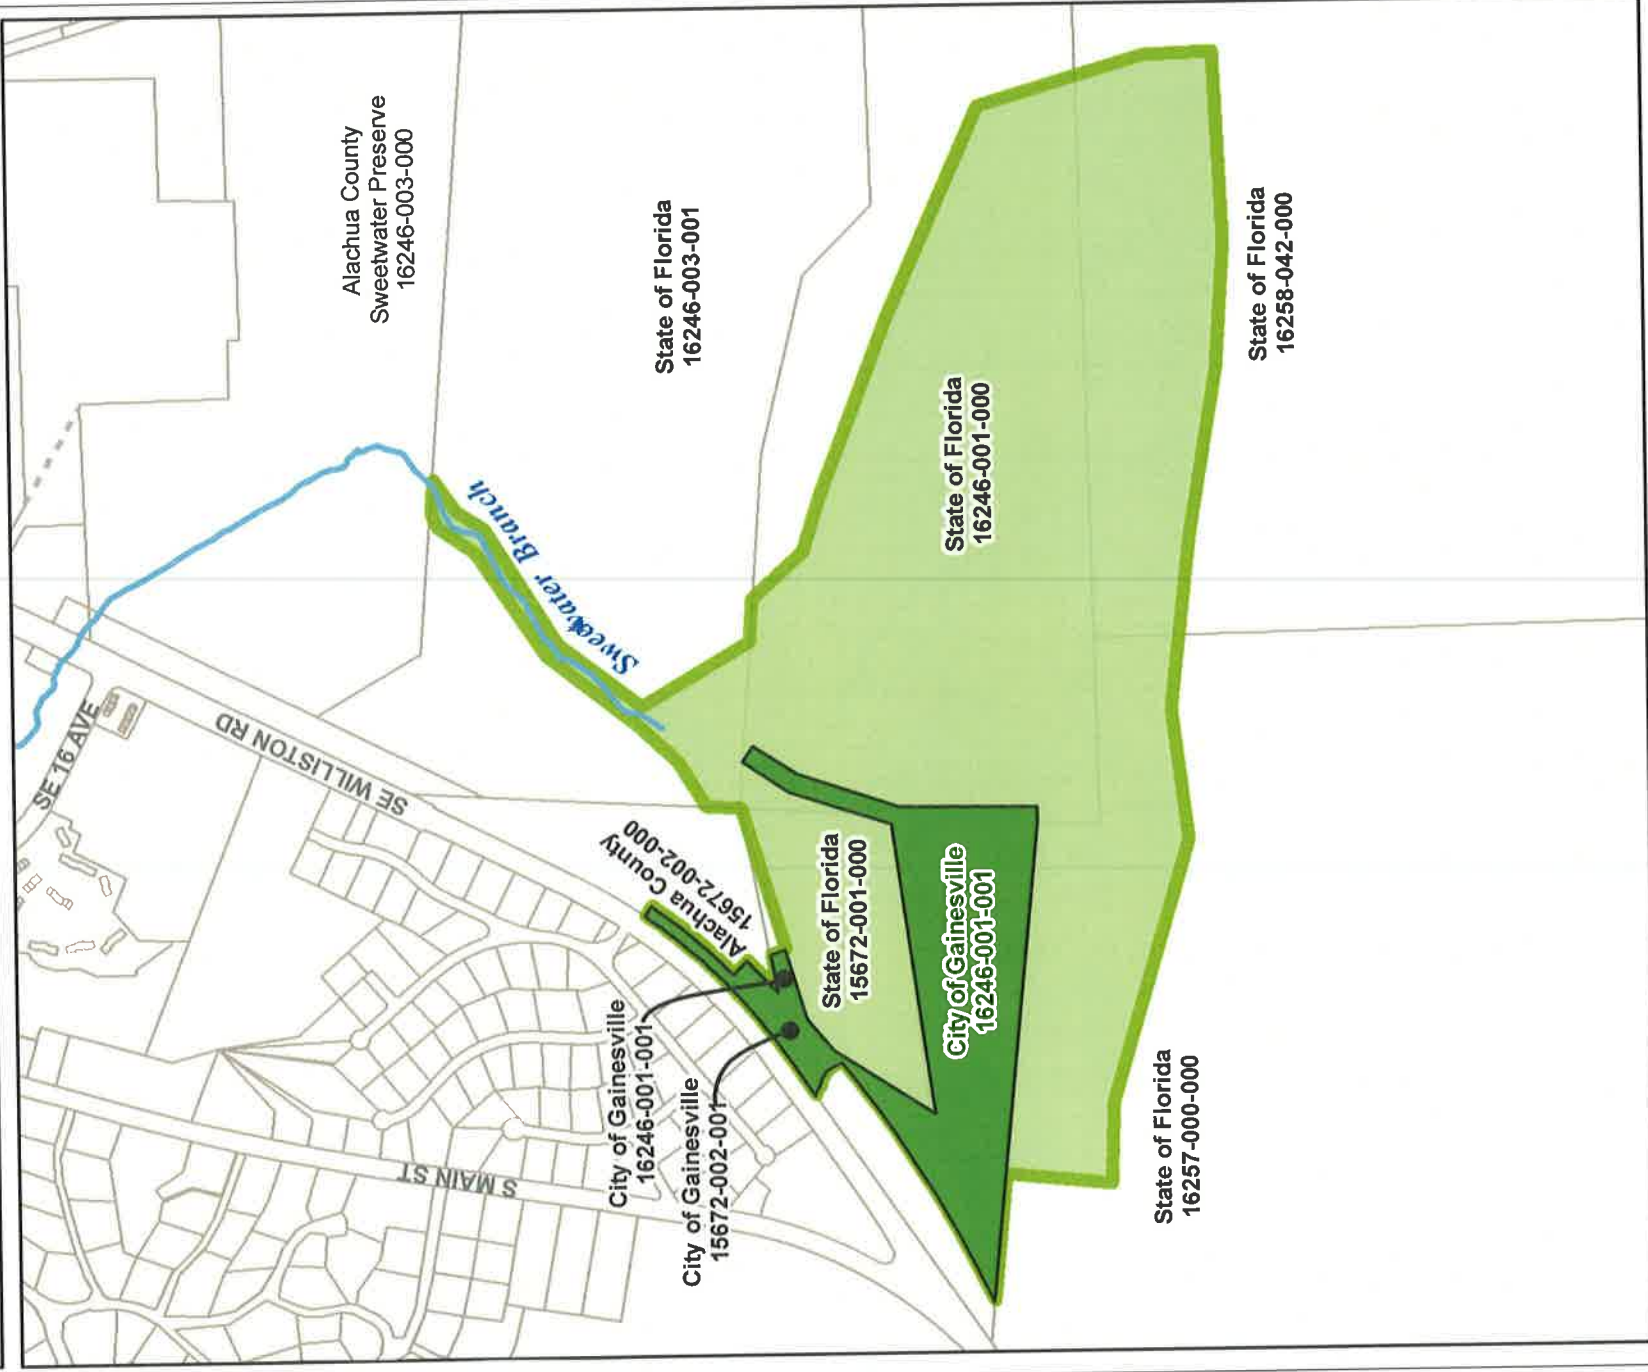 SE 16 AVE
SE WILLISTON RD
S MAIN ST
Sweetwater Branch
Alachua County
Sweetwater Preserve
16246-003-000
State of Florida
16246-003-001
State of Florida
16246-001-000
State of Florida
16258-042-000
Alachua County
15672-002-000
State of Florida
15672-001-000
City of Gainesville
16246-001-001
City of Gainesville
16246-001-001
City of Gainesville
15672-002-001
State of Florida
16257-000-000